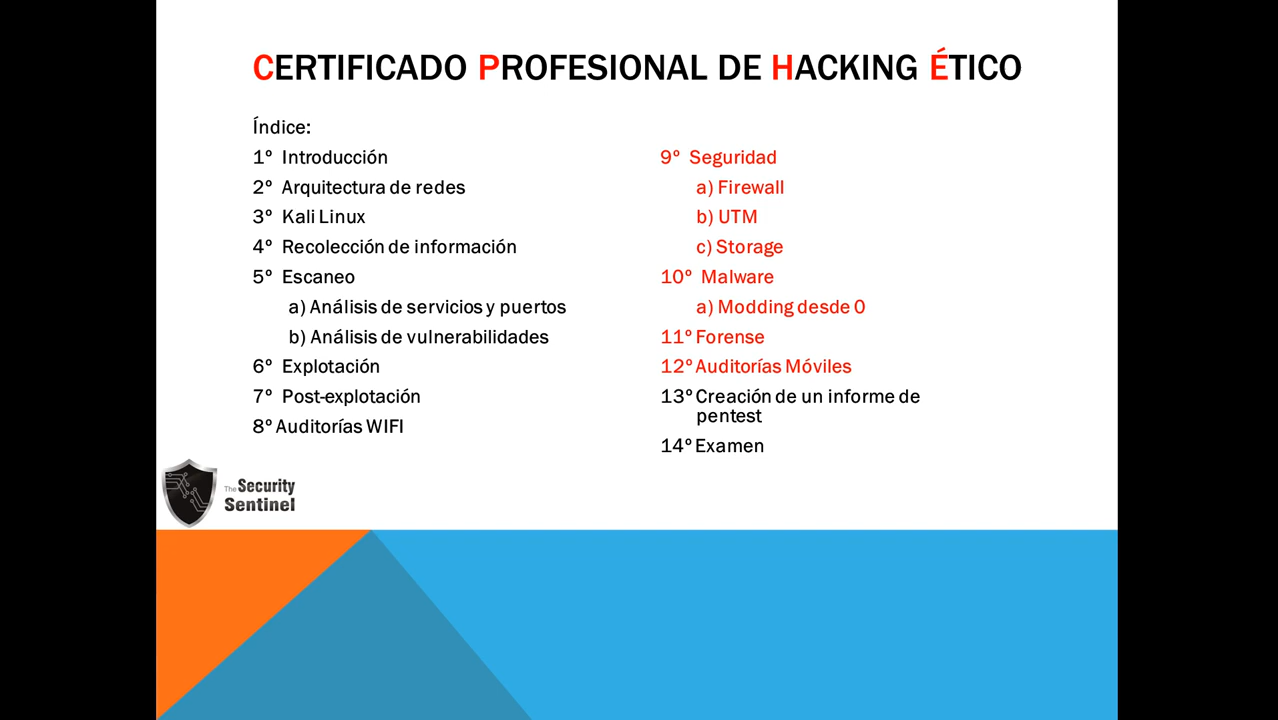 CERTIFICADO PROFESIONAL DE HACKING ÉTICO
Índice:
1º Introducción
2º Arquitectura de redes
3º Kali Linux
4º Recolección de información
5º Escaneo
a) Análisis de servicios y puertos
b) Análisis de vulnerabilidades
6º Explotación
7º Post-explotación
8º Auditorías WIFI
9º Seguridad
a) Firewall
b) UTM
c) Storage
10º Malware
a) Modding desde 0
11º Forense
12º Auditorías Móviles
13º Creación de un informe de
pentest
14º Examen
The Security
Sentinel